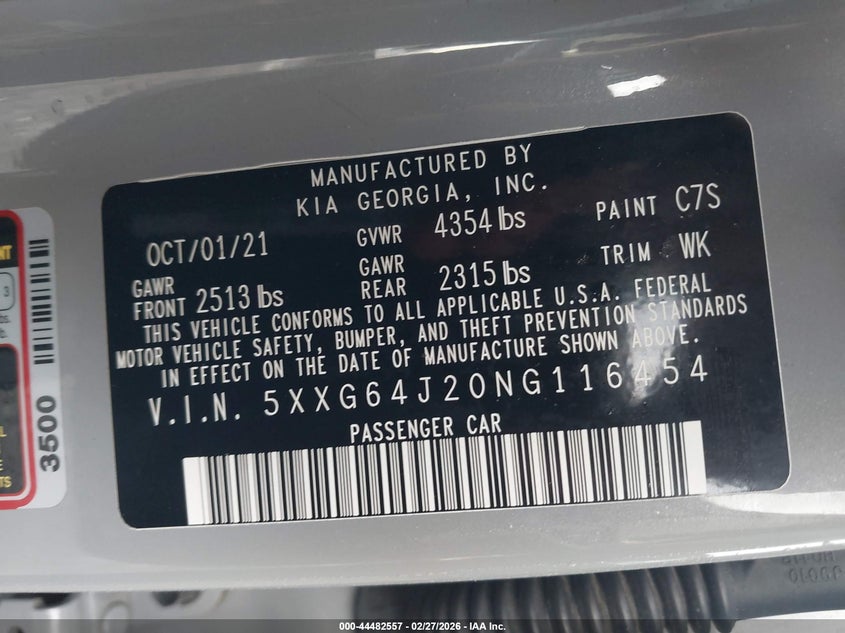 MANUFACTURED BY
KIA GEORGIA, INC.
OCT/01/21 GVWR 4354 lbs PAINT C7S
GAWR FRONT 2513 lbs GAWR REAR 2315 lbs TRIM WK
THIS VEHICLE CONFORMS TO ALL APPLICABLE U.S.A. FEDERAL
MOTOR VEHICLE SAFETY, BUMPER, AND THEFT PREVENTION STANDARDS
IN EFFECT ON THE DATE OF MANUFACTURE SHOWN ABOVE.
V.I.N. 5XXG64J20NG116454
PASSENGER CAR
3500
000-44482557 - 02/27/2026 - IAA Inc.